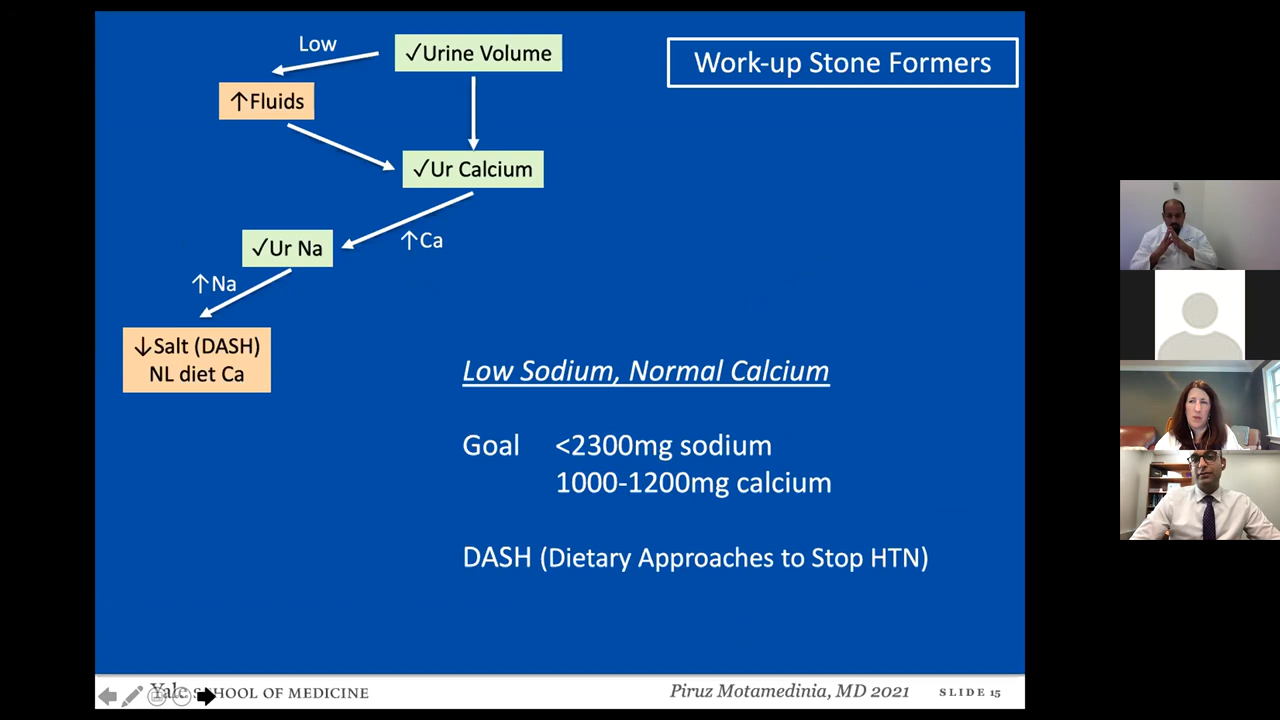 Low
✓Urine Volume
Work-up Stone Formers
↑Fluids
✓Ur Calcium
✓Ur Na
↑Ca
↑Na
↓Salt (DASH)
NL diet Ca
Low Sodium, Normal Calcium
Goal <2300mg sodium
1000-1200mg calcium
DASH (Dietary Approaches to Stop HTN)
Yale SCHOOL OF MEDICINE
Piruz Motamedinia, MD 2021
SLIDE 15